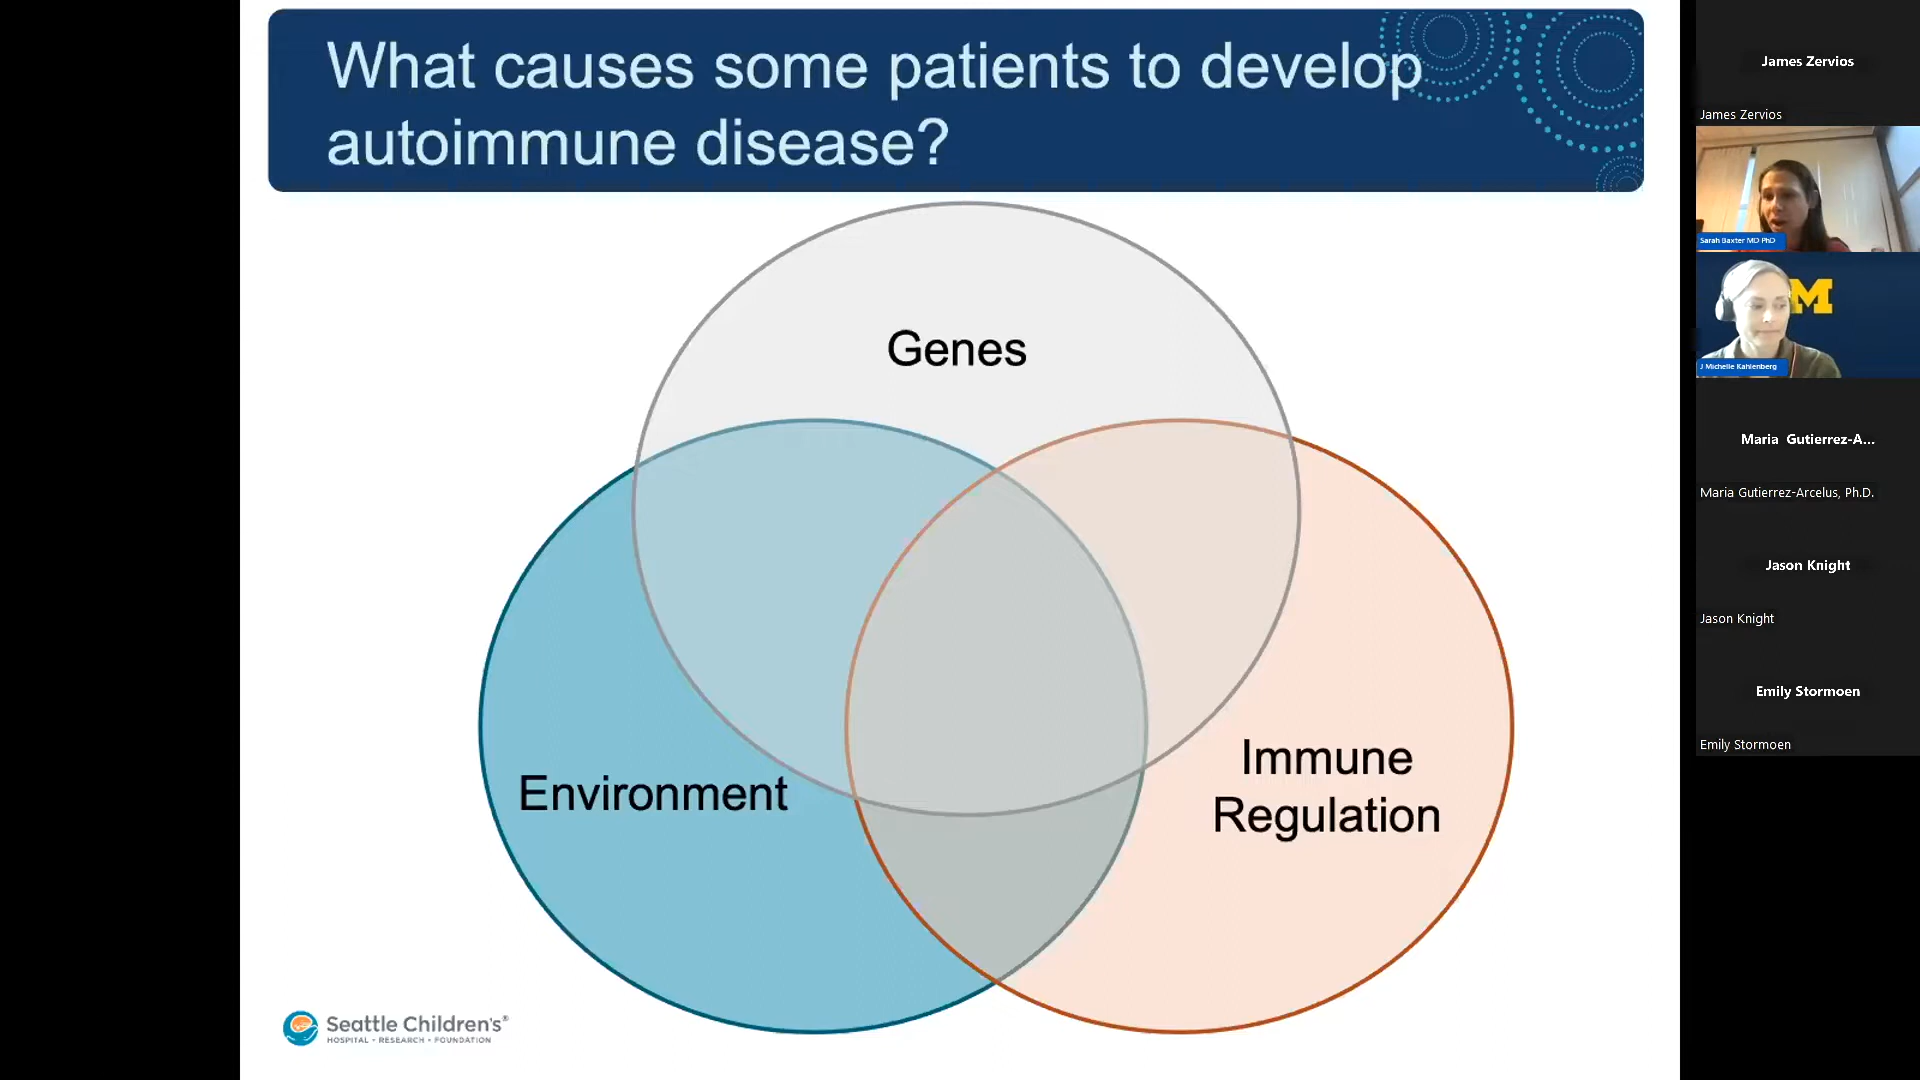 What causes some patients to develop
autoimmune disease?
Genes
Environment
Immune
Regulation
Seattle Children's®
HOSPITAL • RESEARCH • FOUNDATION
James Zervios
James Zervios
Sarah Baxter MD PhD
M
J Michelle Kahlenberg
Maria Gutierrez-A...
Maria Gutierrez-Arcelus, Ph.D.
Jason Knight
Jason Knight
Emily Stormoen
Emily Stormoen